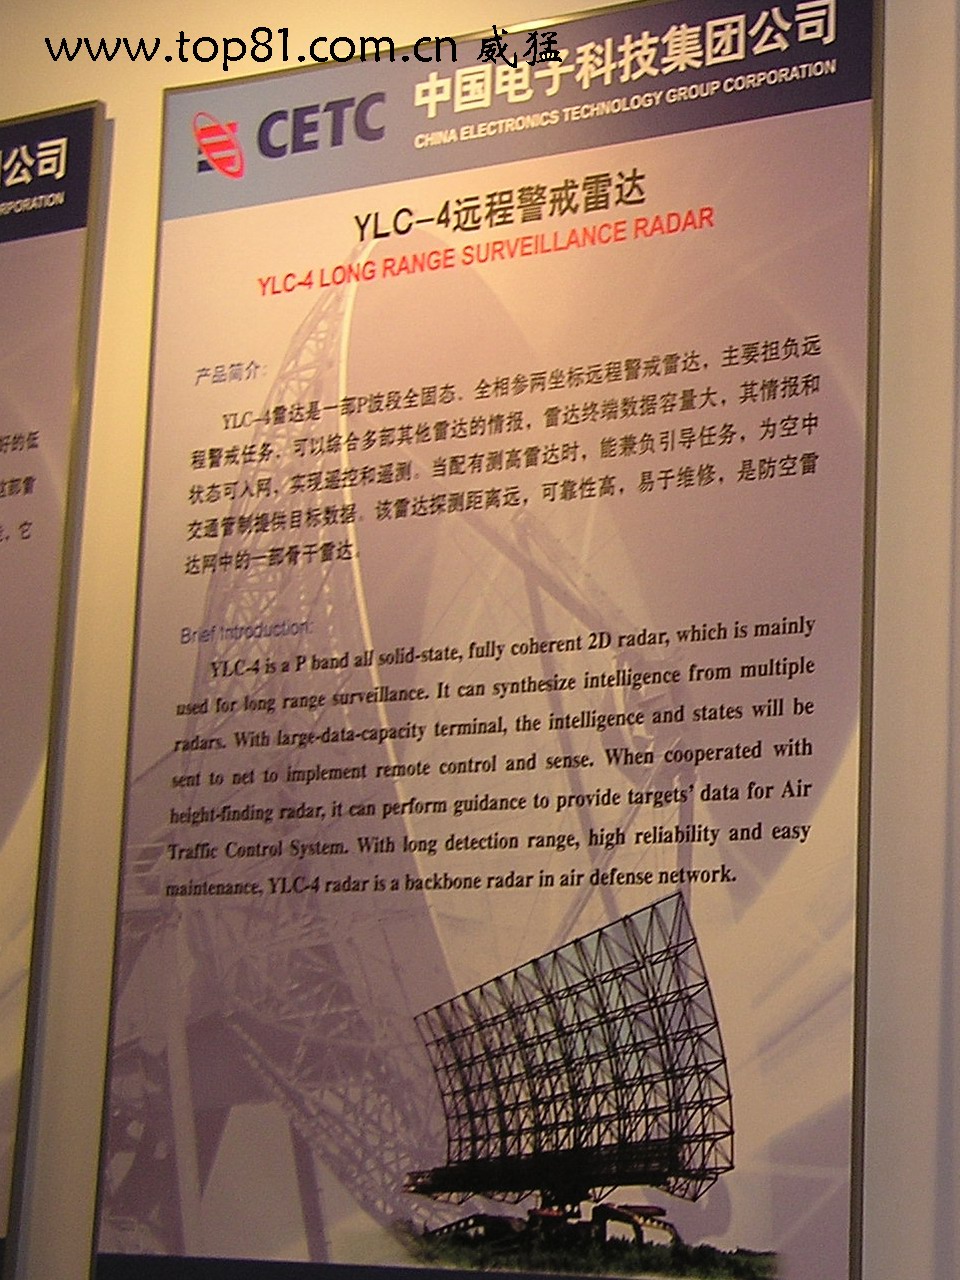 www.top81.com.cn 威猛
CETC
中国电子科技集团公司
CHINA ELECTRONICS TECHNOLOGY GROUP CORPORATION
公司
RPORATION
好的低
这部雷
它
YLC-4远程警戒雷达
YLC-4 LONG RANGE SURVEILLANCE RADAR
产品简介:
YLC-4雷达是一部P波段全固态、全相参两坐标远程警戒雷达，主要担负远
程警戒任务，可以综合多部其他雷达的情报，雷达终端数据容量大，其情报和
状态可入网，实现遥控和遥测。当配有测高雷达时，能兼负引导任务，为空中
交通管制提供目标数据。该雷达探测距离远，可靠性高，易于维修，是防空雷
达网中的一部骨干雷达。
Brief Introduction:
YLC-4 is a P band all solid-state, fully coherent 2D radar, which is mainly
used for long range surveillance. It can synthesize intelligence from multiple
radars. With large-data-capacity terminal, the intelligence and states will be
sent to net to implement remote control and sense. When cooperated with
height-finding radar, it can perform guidance to provide targets' data for Air
Traffic Control System. With long detection range, high reliability and easy
maintenance, YLC-4 radar is a backbone radar in air defense network.